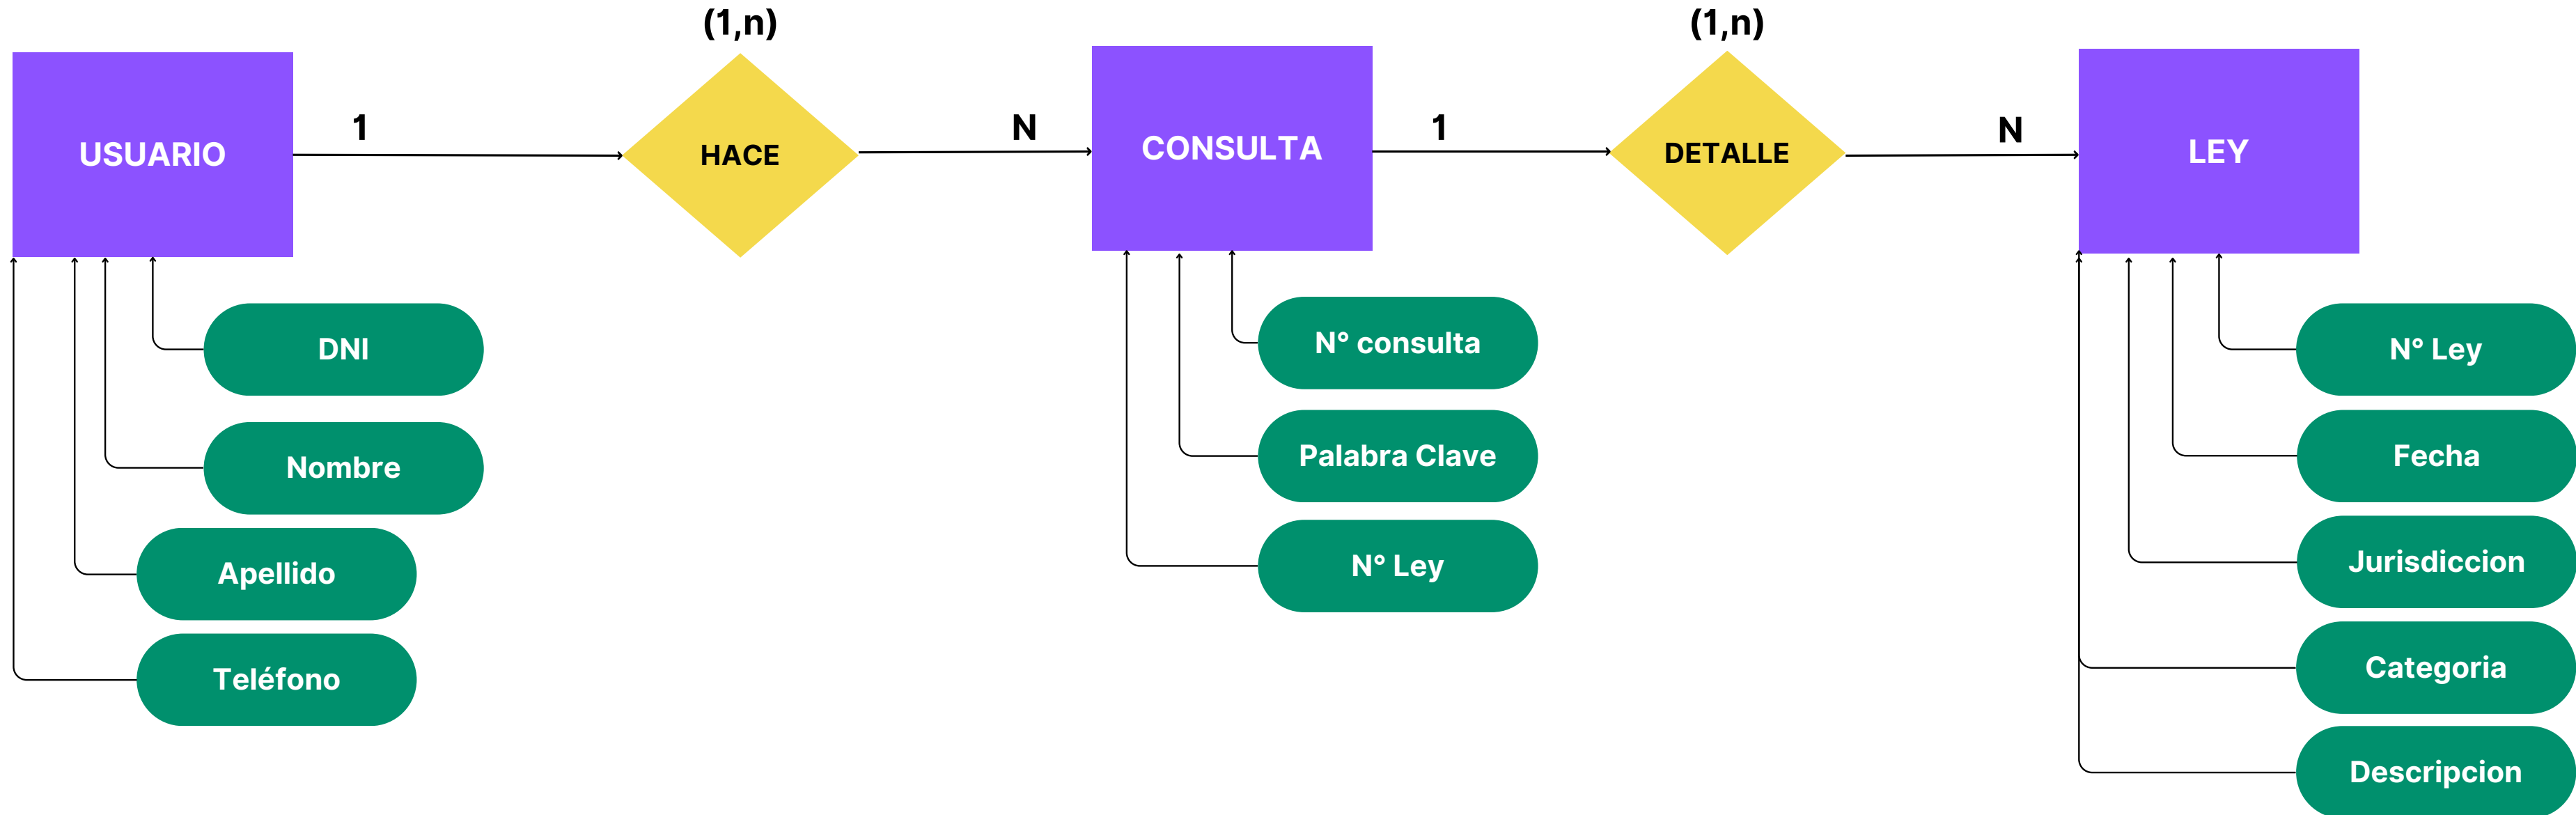 (1,n)
(1,n)
USUARIO
1
HACE
N
CONSULTA
1
DETALLE
N
LEY
DNI
Nombre
Apellido
Teléfono
N° consulta
Palabra Clave
N° Ley
N° Ley
Fecha
Jurisdiccion
Categoria
Descripcion